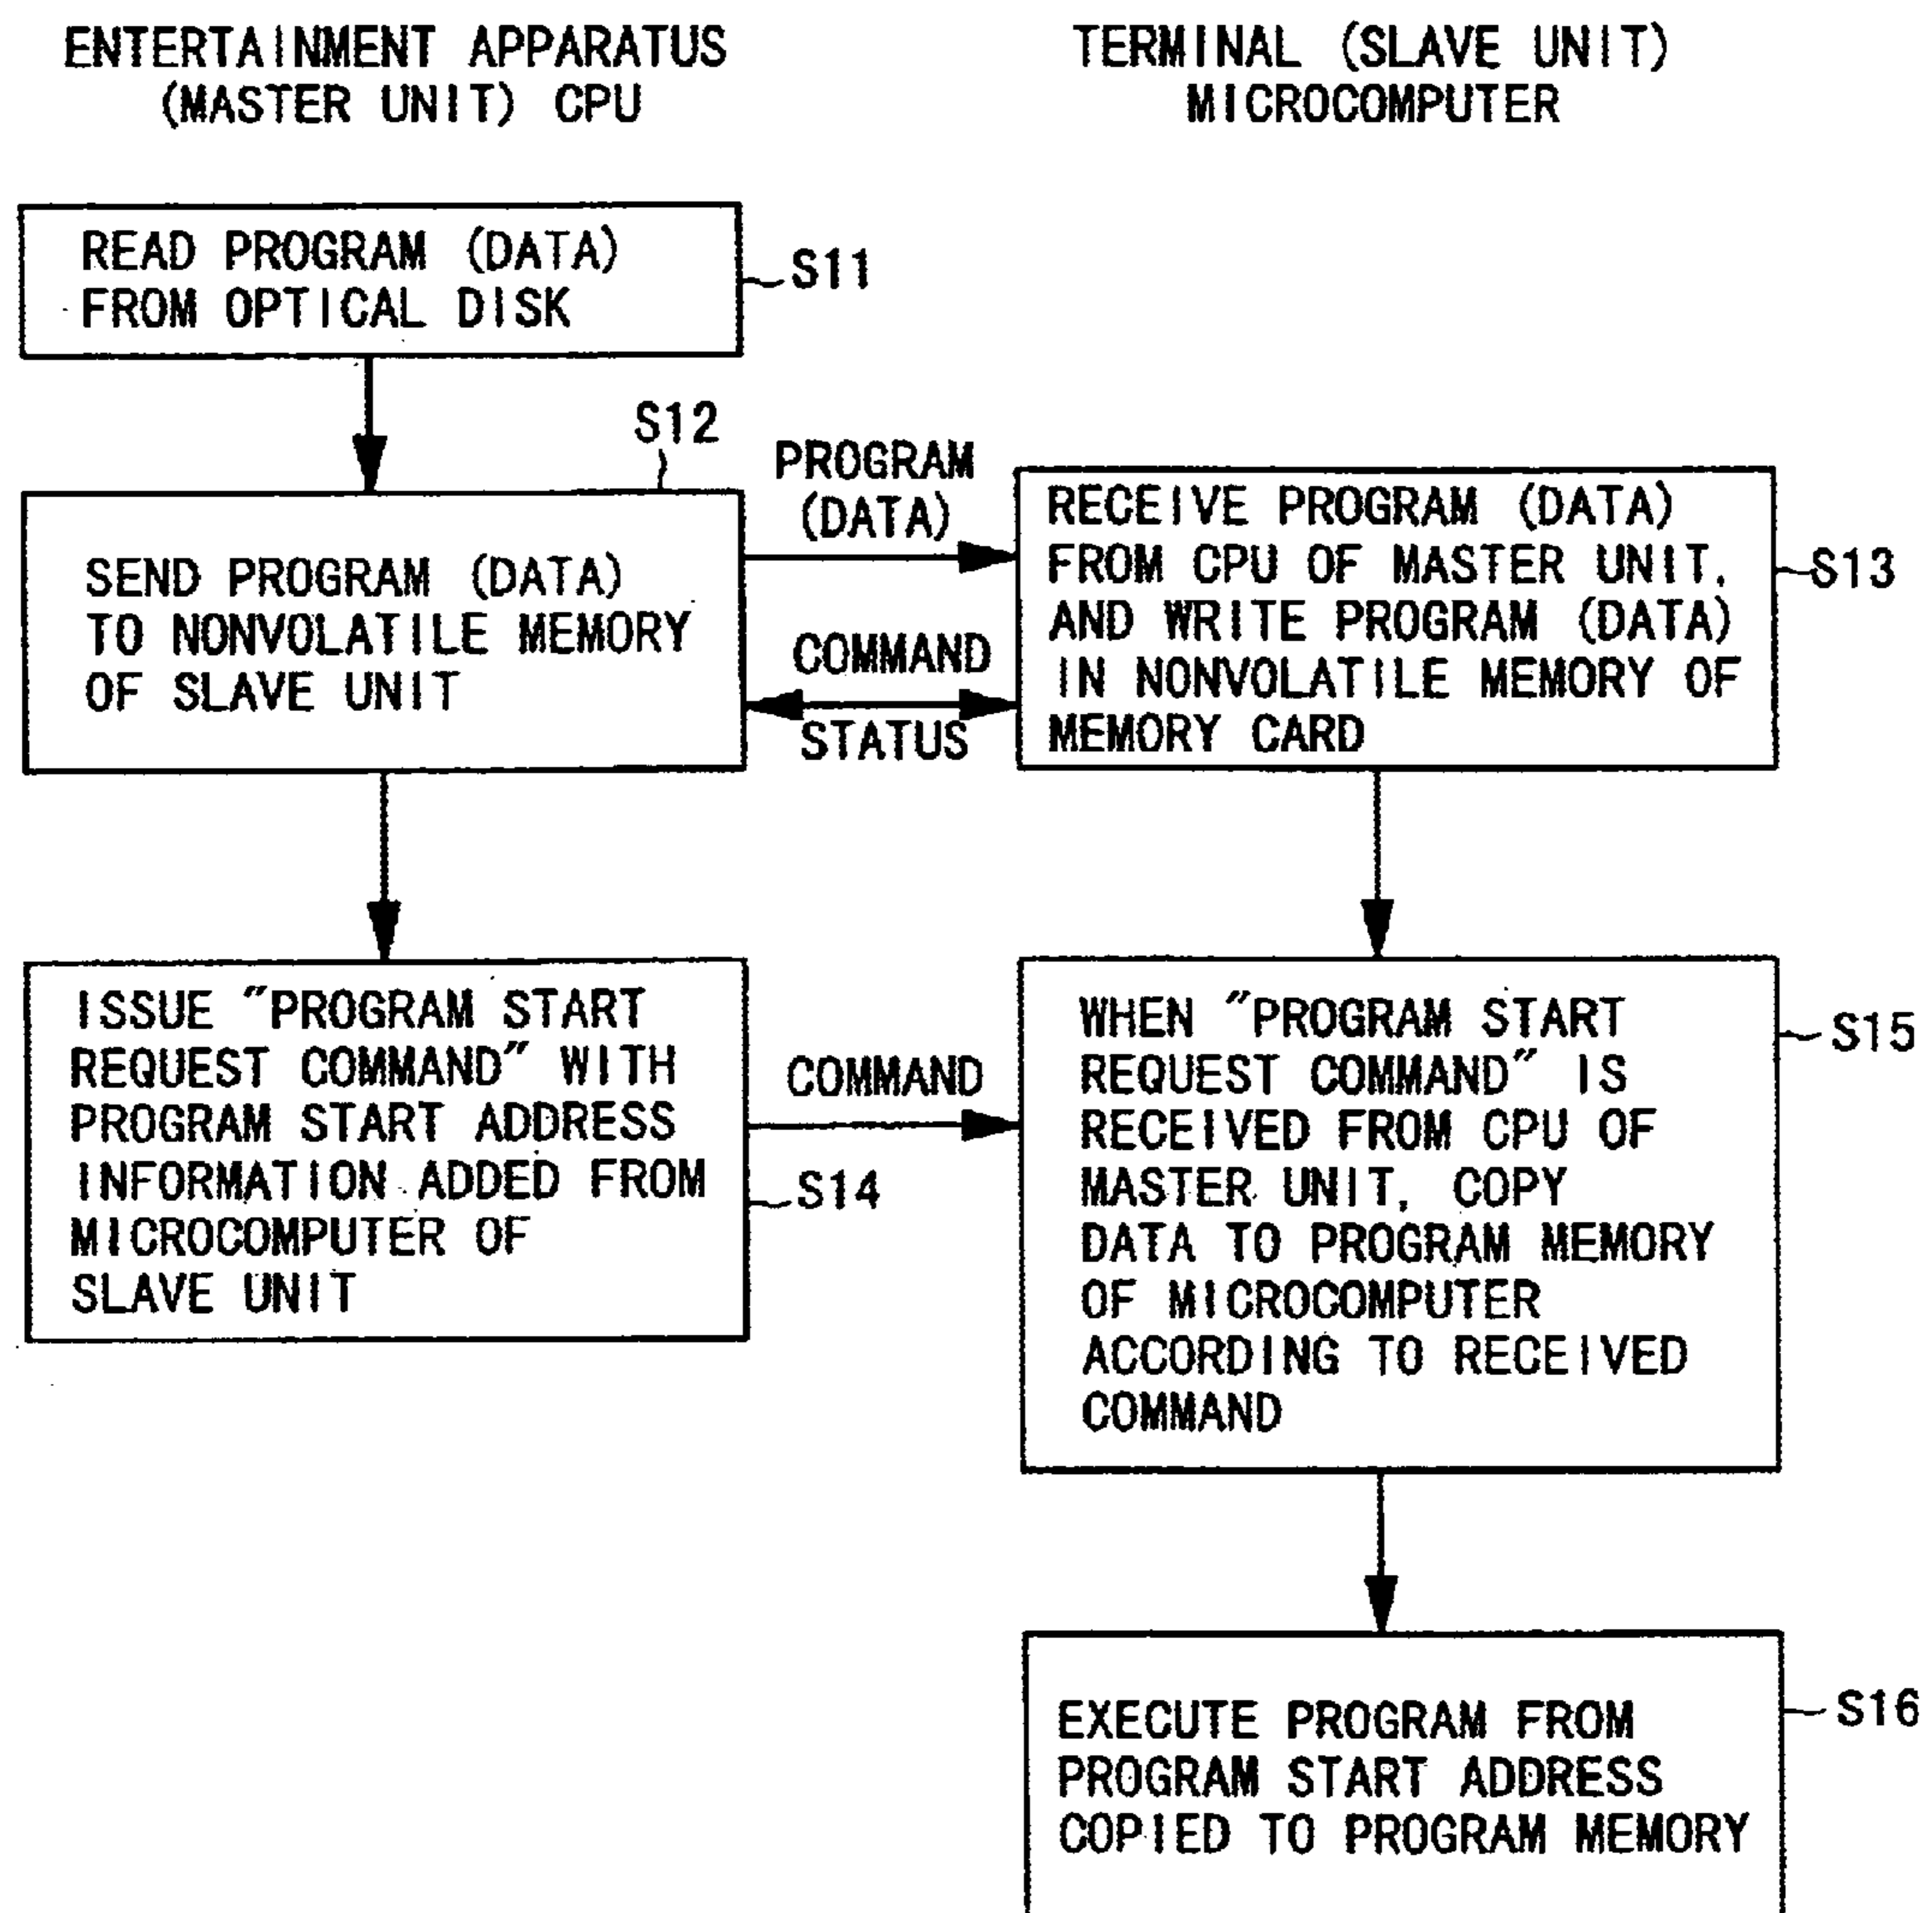 ENTERTAINMENT APPARATUS
(MASTER UNIT) CPU
TERMINAL (SLAVE UNIT)
MICROCOMPUTER
READ PROGRAM (DATA)
FROM OPTICAL DISK
S11
S12
SEND PROGRAM (DATA)
TO NONVOLATILE MEMORY
OF SLAVE UNIT
PROGRAM
(DATA)
COMMAND
STATUS
RECEIVE PROGRAM (DATA)
FROM CPU OF MASTER UNIT,
AND WRITE PROGRAM (DATA)
IN NONVOLATILE MEMORY OF
MEMORY CARD
S13
ISSUE "PROGRAM START
REQUEST COMMAND" WITH
PROGRAM START ADDRESS
INFORMATION ADDED FROM
MICROCOMPUTER OF
SLAVE UNIT
S14
COMMAND
WHEN "PROGRAM START
REQUEST COMMAND" IS
RECEIVED FROM CPU OF
MASTER UNIT, COPY
DATA TO PROGRAM MEMORY
OF MICROCOMPUTER
ACCORDING TO RECEIVED
COMMAND
S15
EXECUTE PROGRAM FROM
PROGRAM START ADDRESS
COPIED TO PROGRAM MEMORY
S16